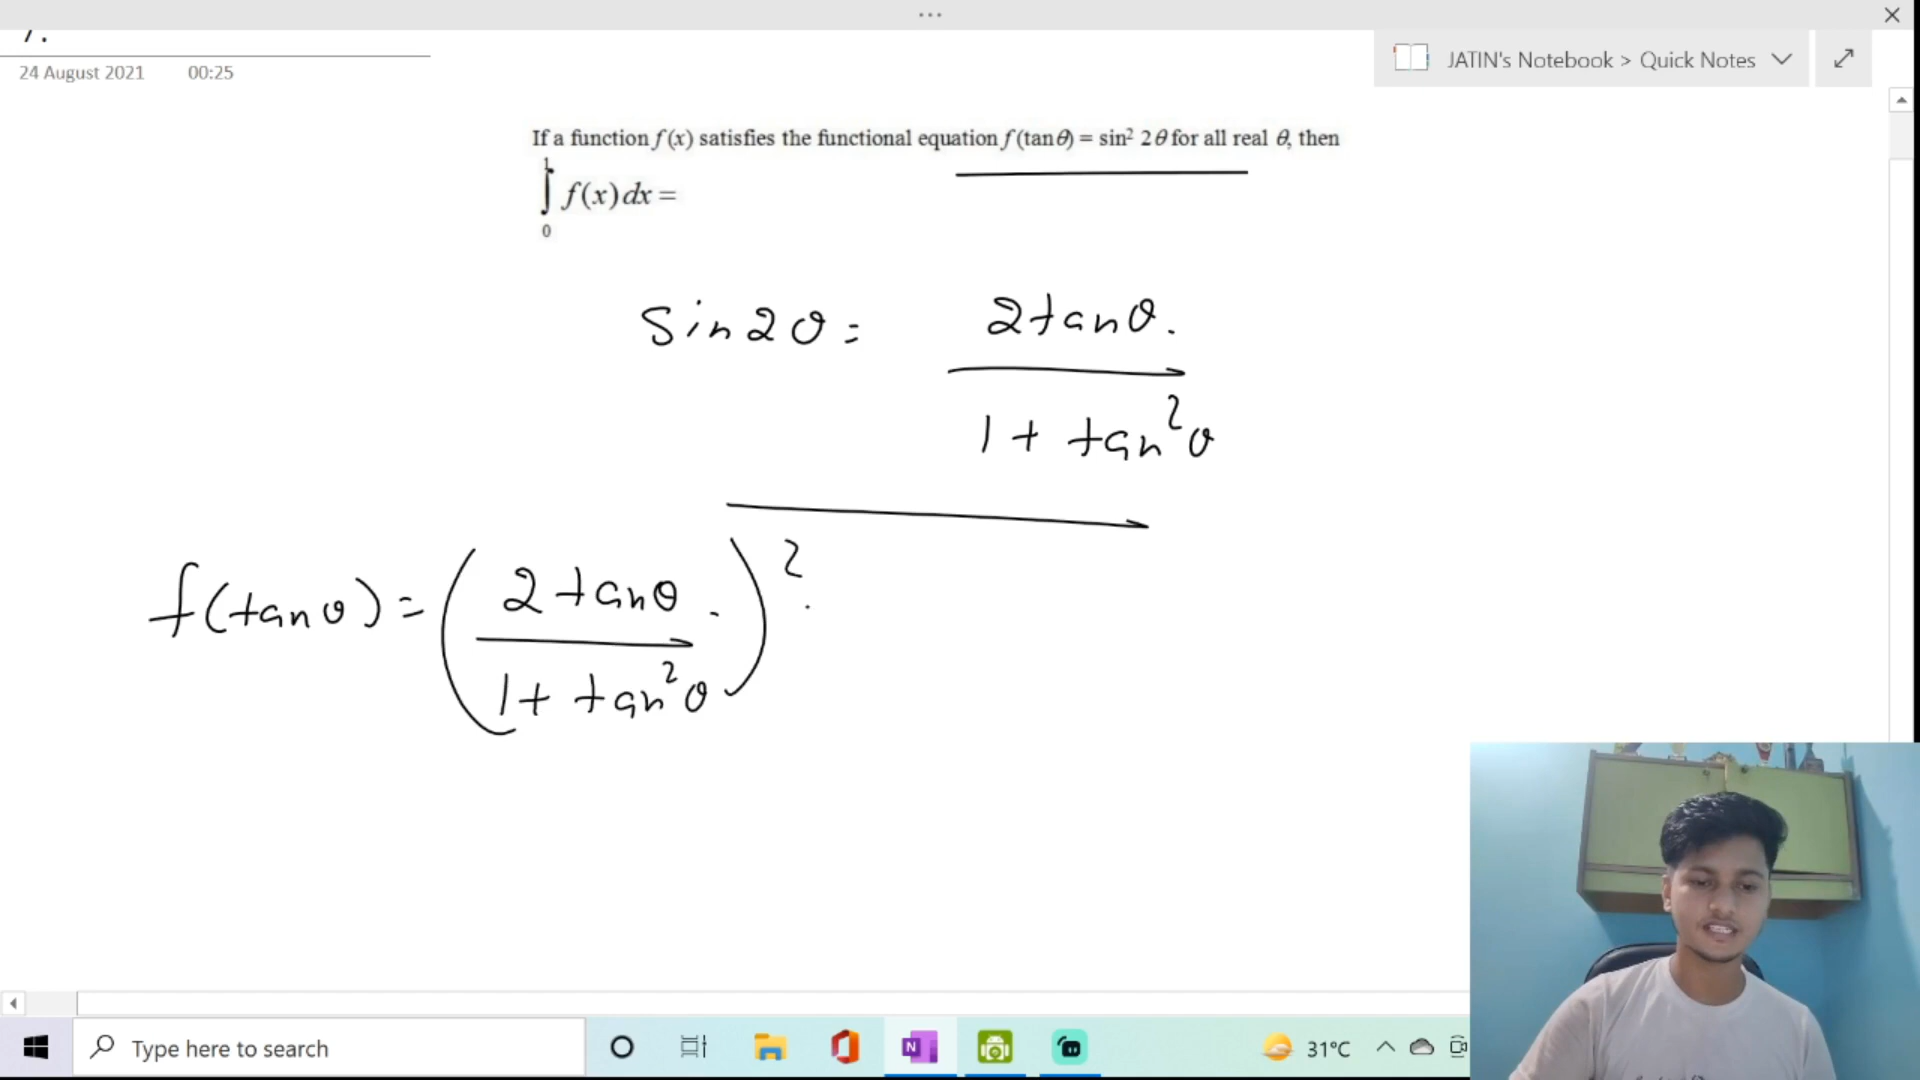 7.
24 August 2021 00:25
JATIN's Notebook > Quick Notes
If a function f(x) satisfies the functional equation f(tanθ) = sin² 2θ for all real θ, then
∫₀¹ f(x) dx =
Sin2θ = 2tanθ.
1 + tan²θ
f(tanθ) = (2tanθ / 1+tan²θ)²
Type here to search
31°C